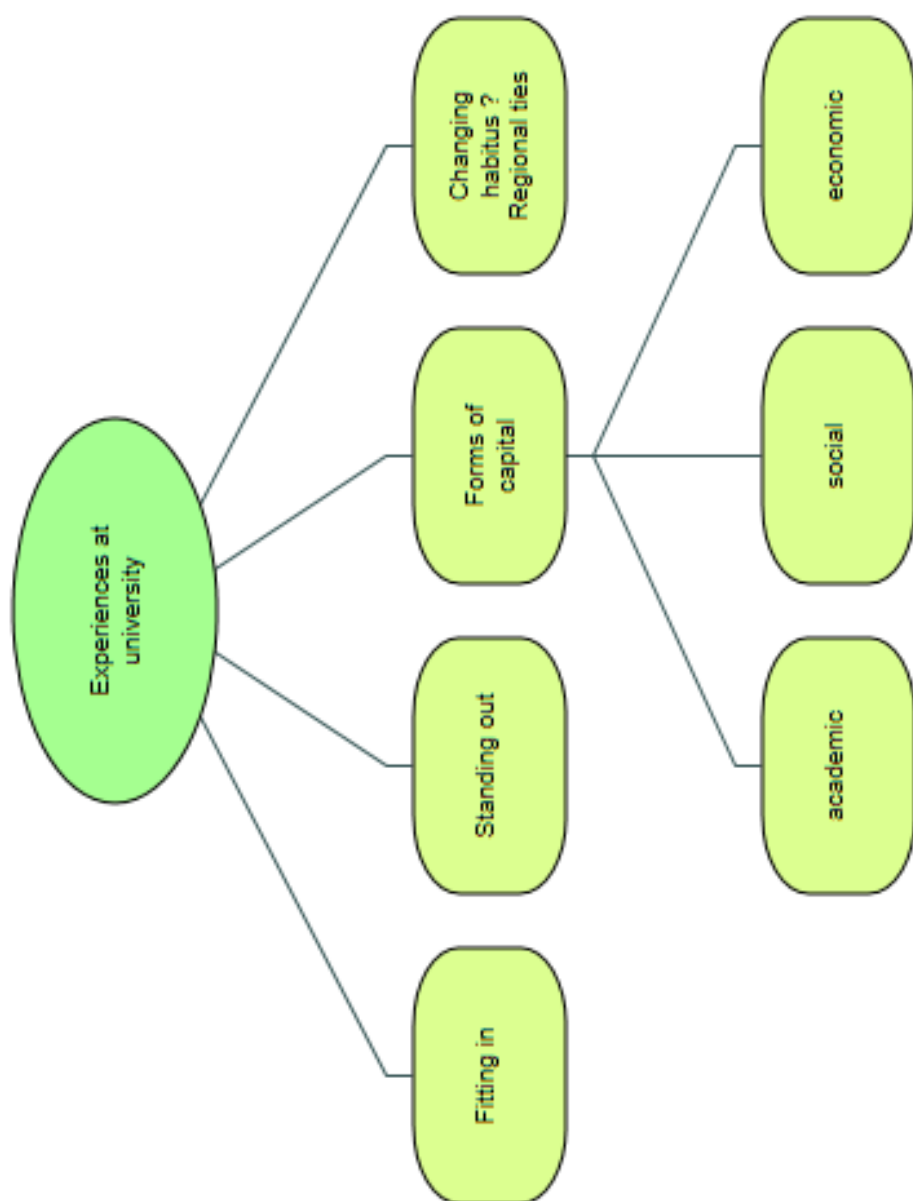 Experiences at
university
Fitting in
Standing out
Forms of
capital
Changing
habitus ?
Regional ties
academic
social
economic